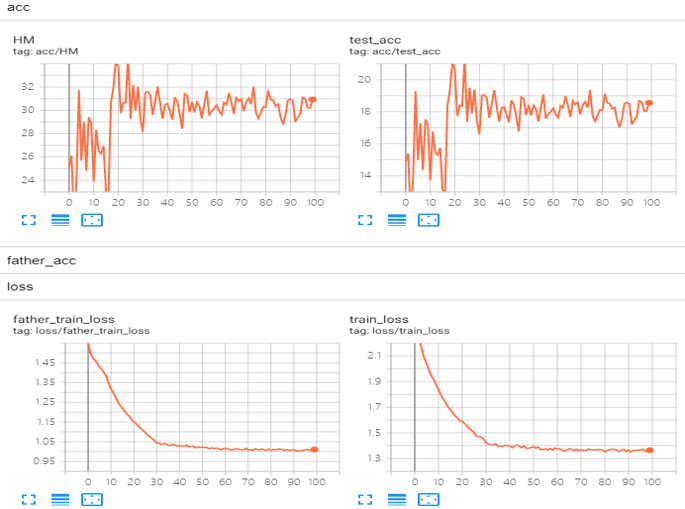 acc
HM
tag: acc/HM
32
30
28
26
24
0 10 20 30 40 50 60 70 80 90 100
test_acc
tag: acc/test_acc
20
18
16
14
0 10 20 30 40 50 60 70 80 90 100
father_acc
loss
father_train_loss
tag: loss/father_train_loss
1.45
1.35
1.25
1.15
1.05
0.95
0 10 20 30 40 50 60 70 80 90 100
train_loss
tag: loss/train_loss
2.1
1.9
1.7
1.5
1.3
0 10 20 30 40 50 60 70 80 90 100